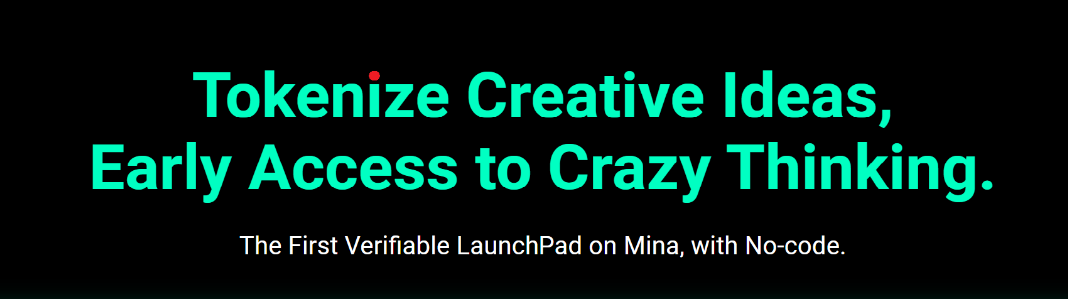 Tokenize Creative Ideas,
Early Access to Crazy Thinking.
The First Verifiable LaunchPad on Mina, with No-code.